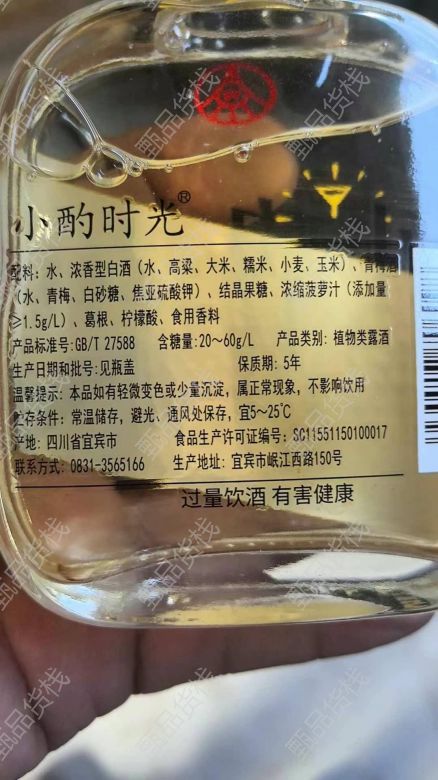 小酌时光®
配料:水、浓香型白酒(水、高粱、大米、糯米、小麦、玉米)、青梅酒
(水、青梅、白砂糖、焦亚硫酸钾)、结晶果糖、浓缩菠萝汁(添加量
≥1.5g/L)、葛根、柠檬酸、食用香料
产品标准号:GB/T 27588 含糖量:20~60g/L 产品类别:植物类露酒
生产日期和批号:见瓶盖 保质期:5年
温馨提示:本品如有轻微变色或少量沉淀,属正常现象,不影响饮用
贮存条件:常温储存,避光、通风处保存,宜5~25℃
产地:四川省宜宾市 食品生产许可证编号:SC11551150100017
联系方式:0831-3565166 生产地址:宜宾市岷江西路150号
过量饮酒 有害健康
甄品货栈